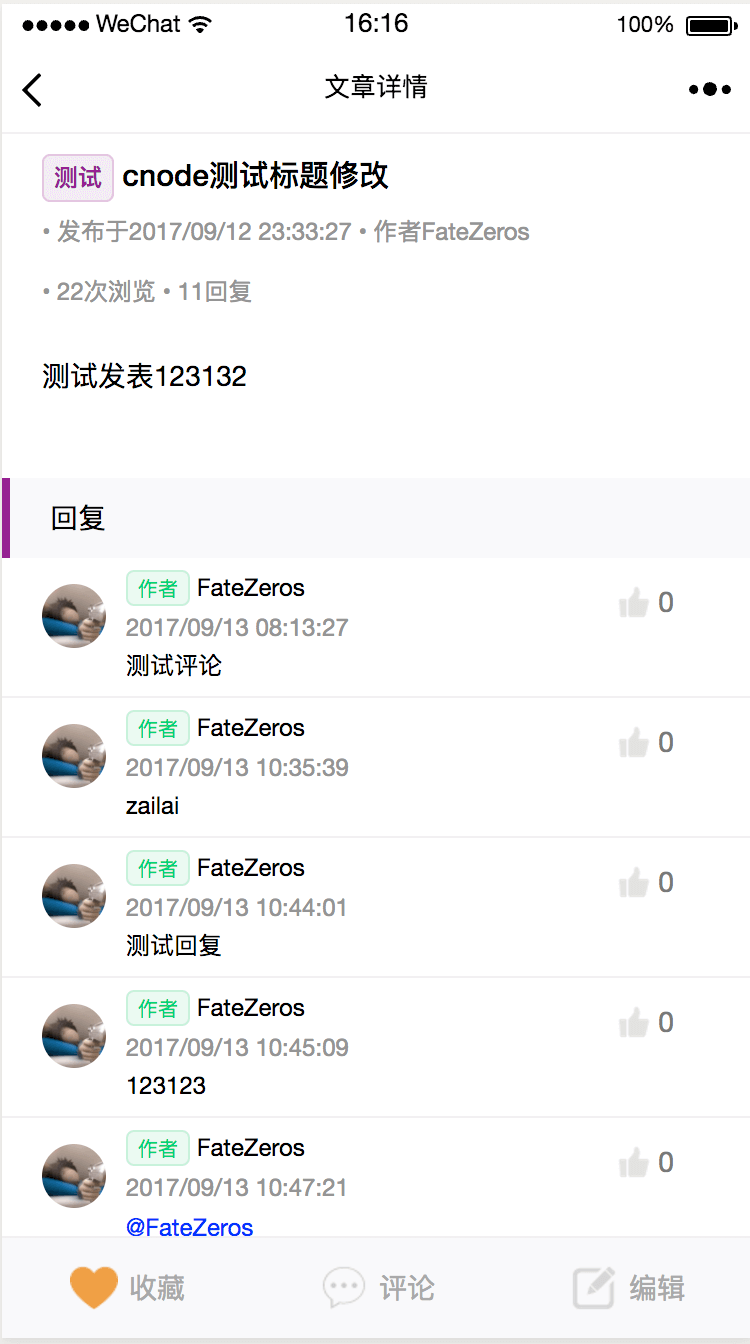 WeChat 16:16 100%
文章详情
测试 cnode测试标题修改
• 发布于2017/09/12 23:33:27 • 作者FateZeros
• 22次浏览 • 11回复
测试发表123132
回复
作者 FateZeros 0
2017/09/13 08:13:27
测试评论
作者 FateZeros 0
2017/09/13 10:35:39
zailai
作者 FateZeros 0
2017/09/13 10:44:01
测试回复
作者 FateZeros 0
2017/09/13 10:45:09
123123
作者 FateZeros 0
2017/09/13 10:47:21
@FateZeros
收藏 评论 编辑